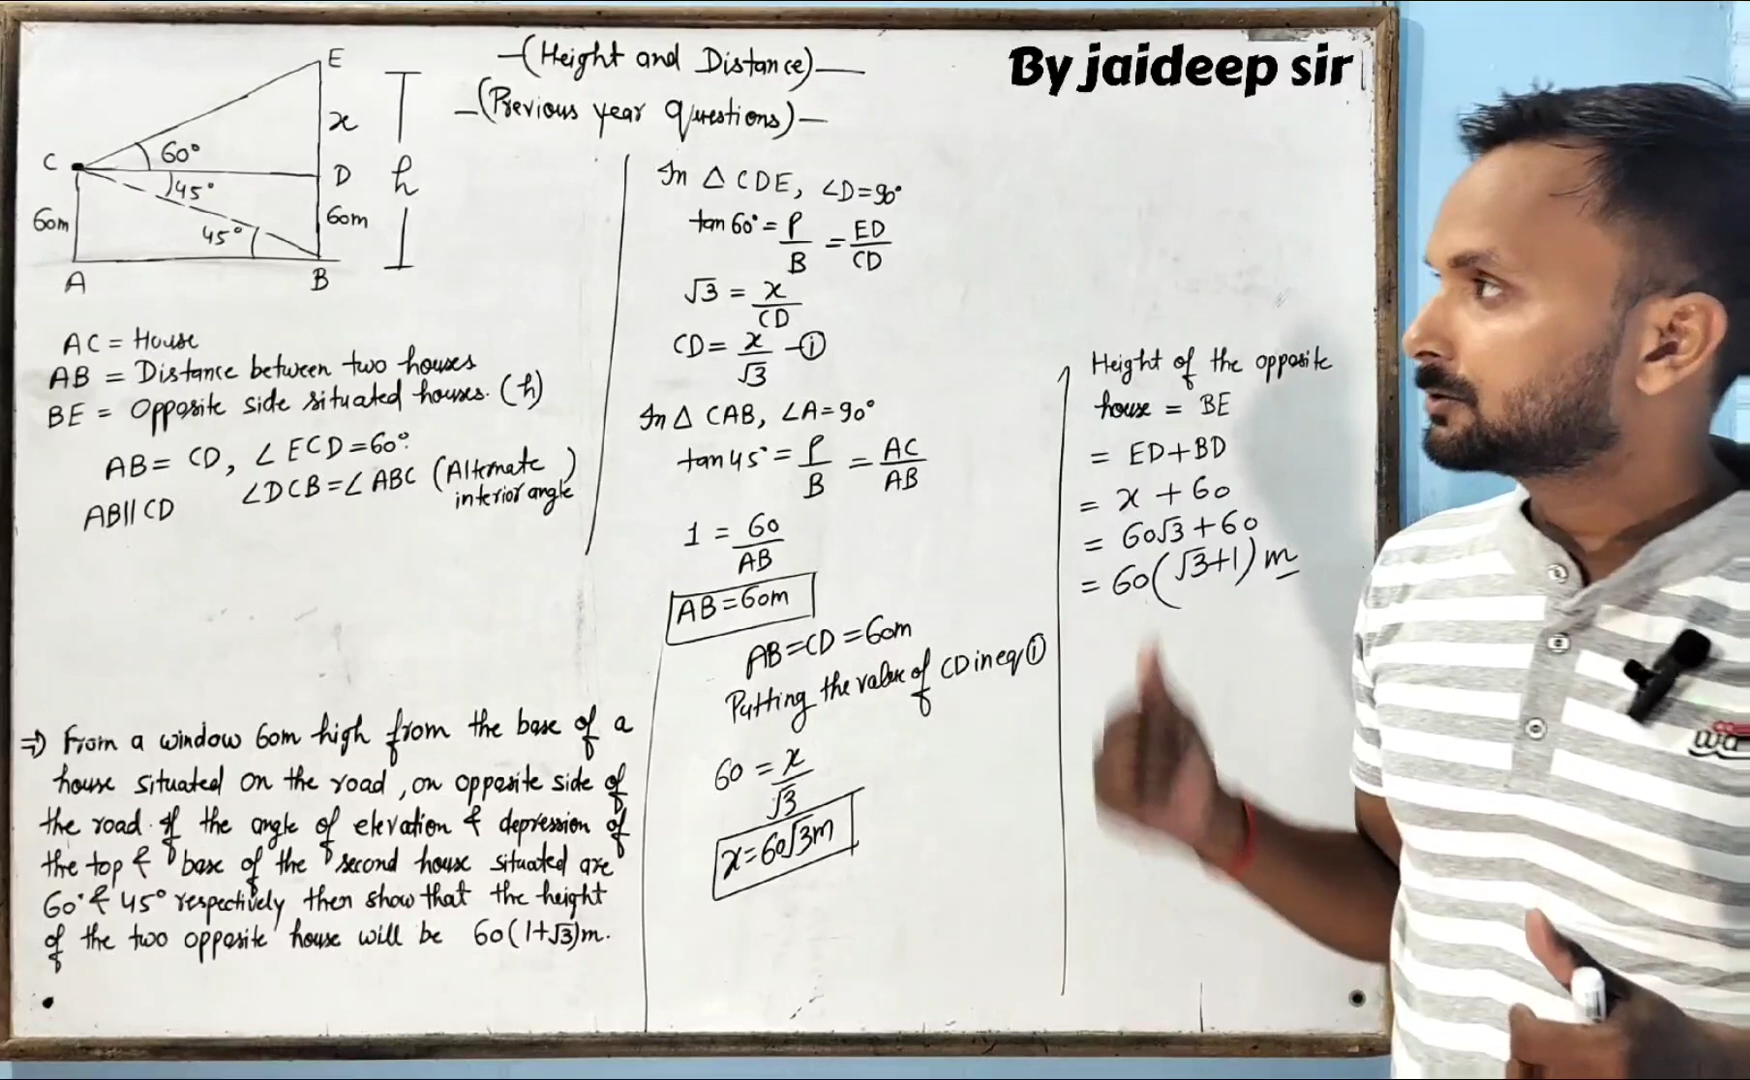 —(Height and Distance)—
—(Previous year Questions)—
By jaideep sir
E
x
C
60°
D
h
45°
60m
45°
60m
A
B
AC = House
AB = Distance between two houses
BE = Opposite side situated houses. (h)
AB = CD, ∠ECD=60°
AB||CD ∠DCB=∠ABC (Alternate interior angle)
⇒ From a window 60m high from the base of a
house situated on the road, on opposite side of
the road. If the angle of elevation & depression of
the top & base of the second house situated are
60° & 45° respectively then show that the height
of the two opposite house will be 60(1+√3)m.
In △ CDE, ∠D=90°
tan60° = P/B = ED/CD
√3 = x/CD
CD = x/√3 -①
In △ CAB, ∠A=90°
tan45° = P/B = AC/AB
1 = 60/AB
AB=60m
AB=CD=60m
Putting the value of CD in eq ①
60 = x/√3
x=60√3m
Height of the opposite
house = BE
= ED+BD
= x + 60
= 60√3+60
= 60(√3+1) m